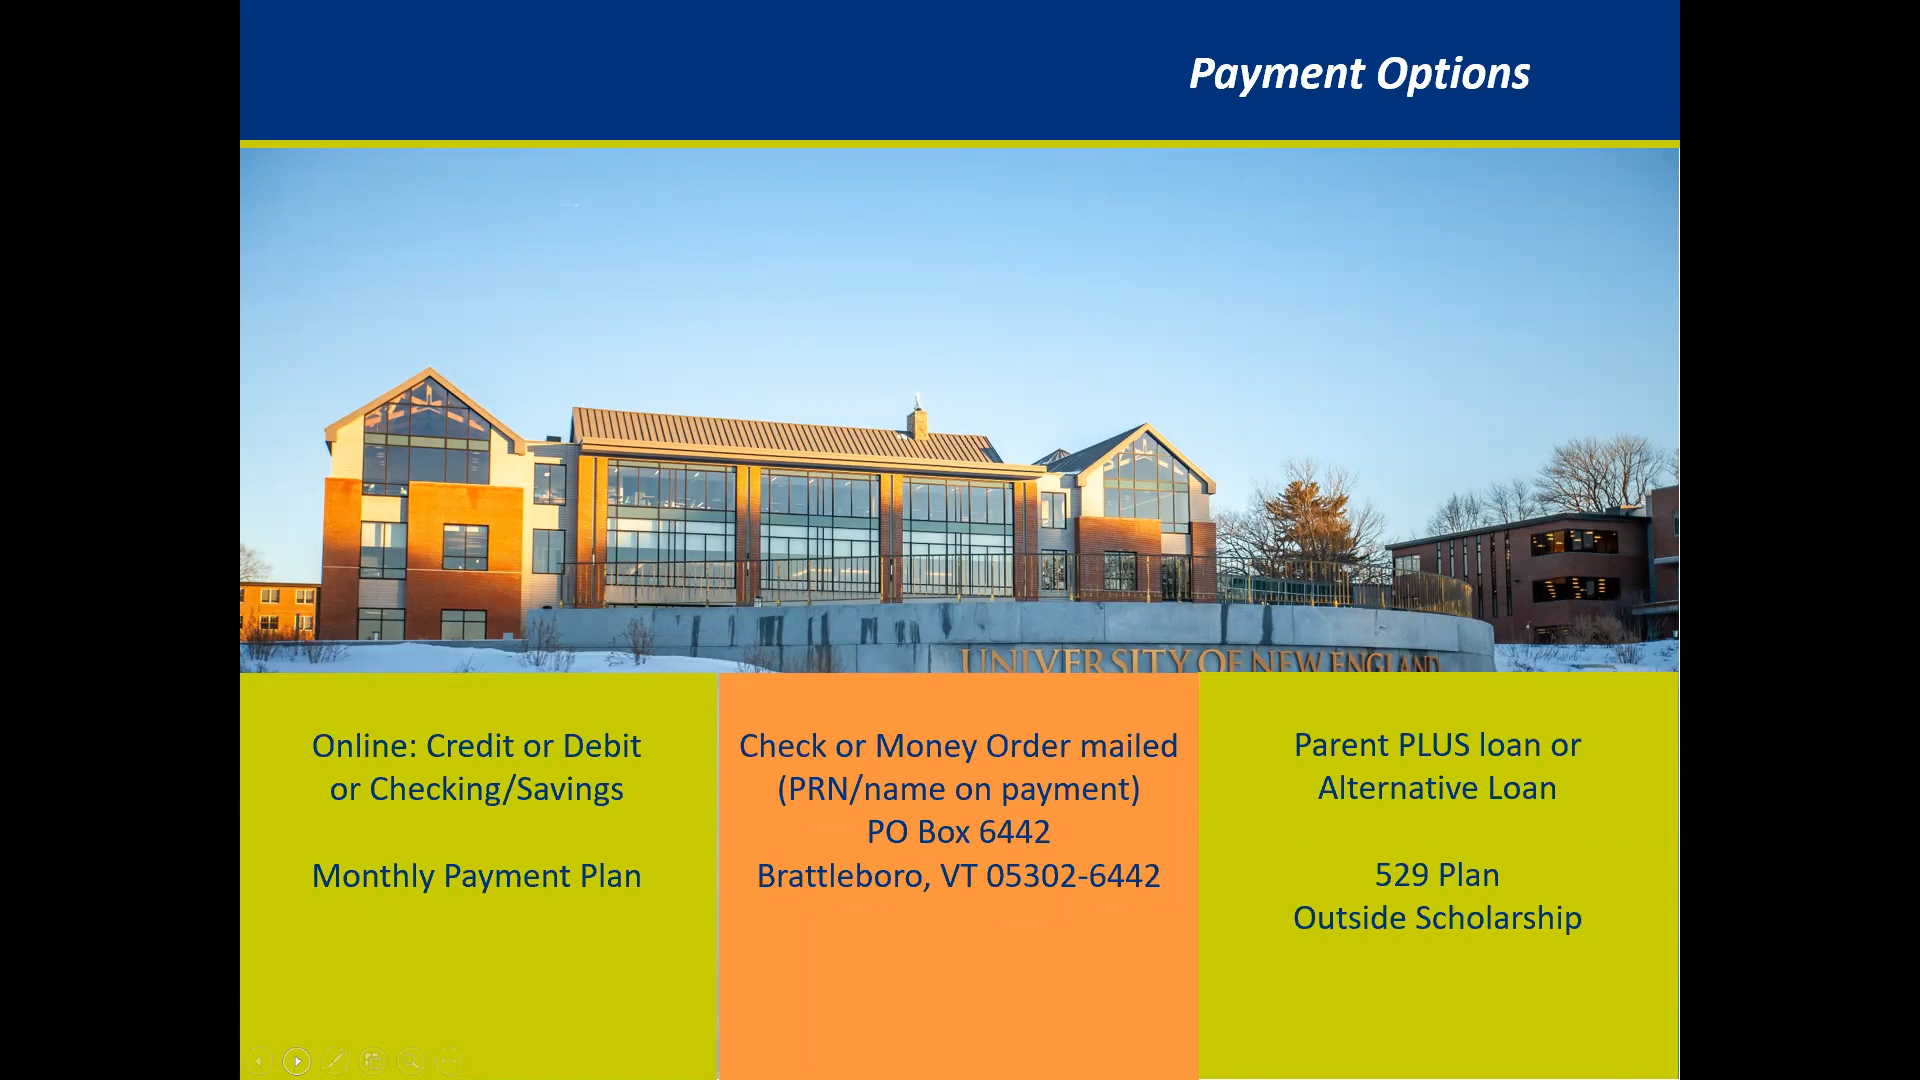 Payment Options
UNIVERSITY OF NEW ENGLAND
Online: Credit or Debit
or Checking/Savings
Monthly Payment Plan
Check or Money Order mailed
(PRN/name on payment)
PO Box 6442
Brattleboro, VT 05302-6442
Parent PLUS loan or
Alternative Loan
529 Plan
Outside Scholarship